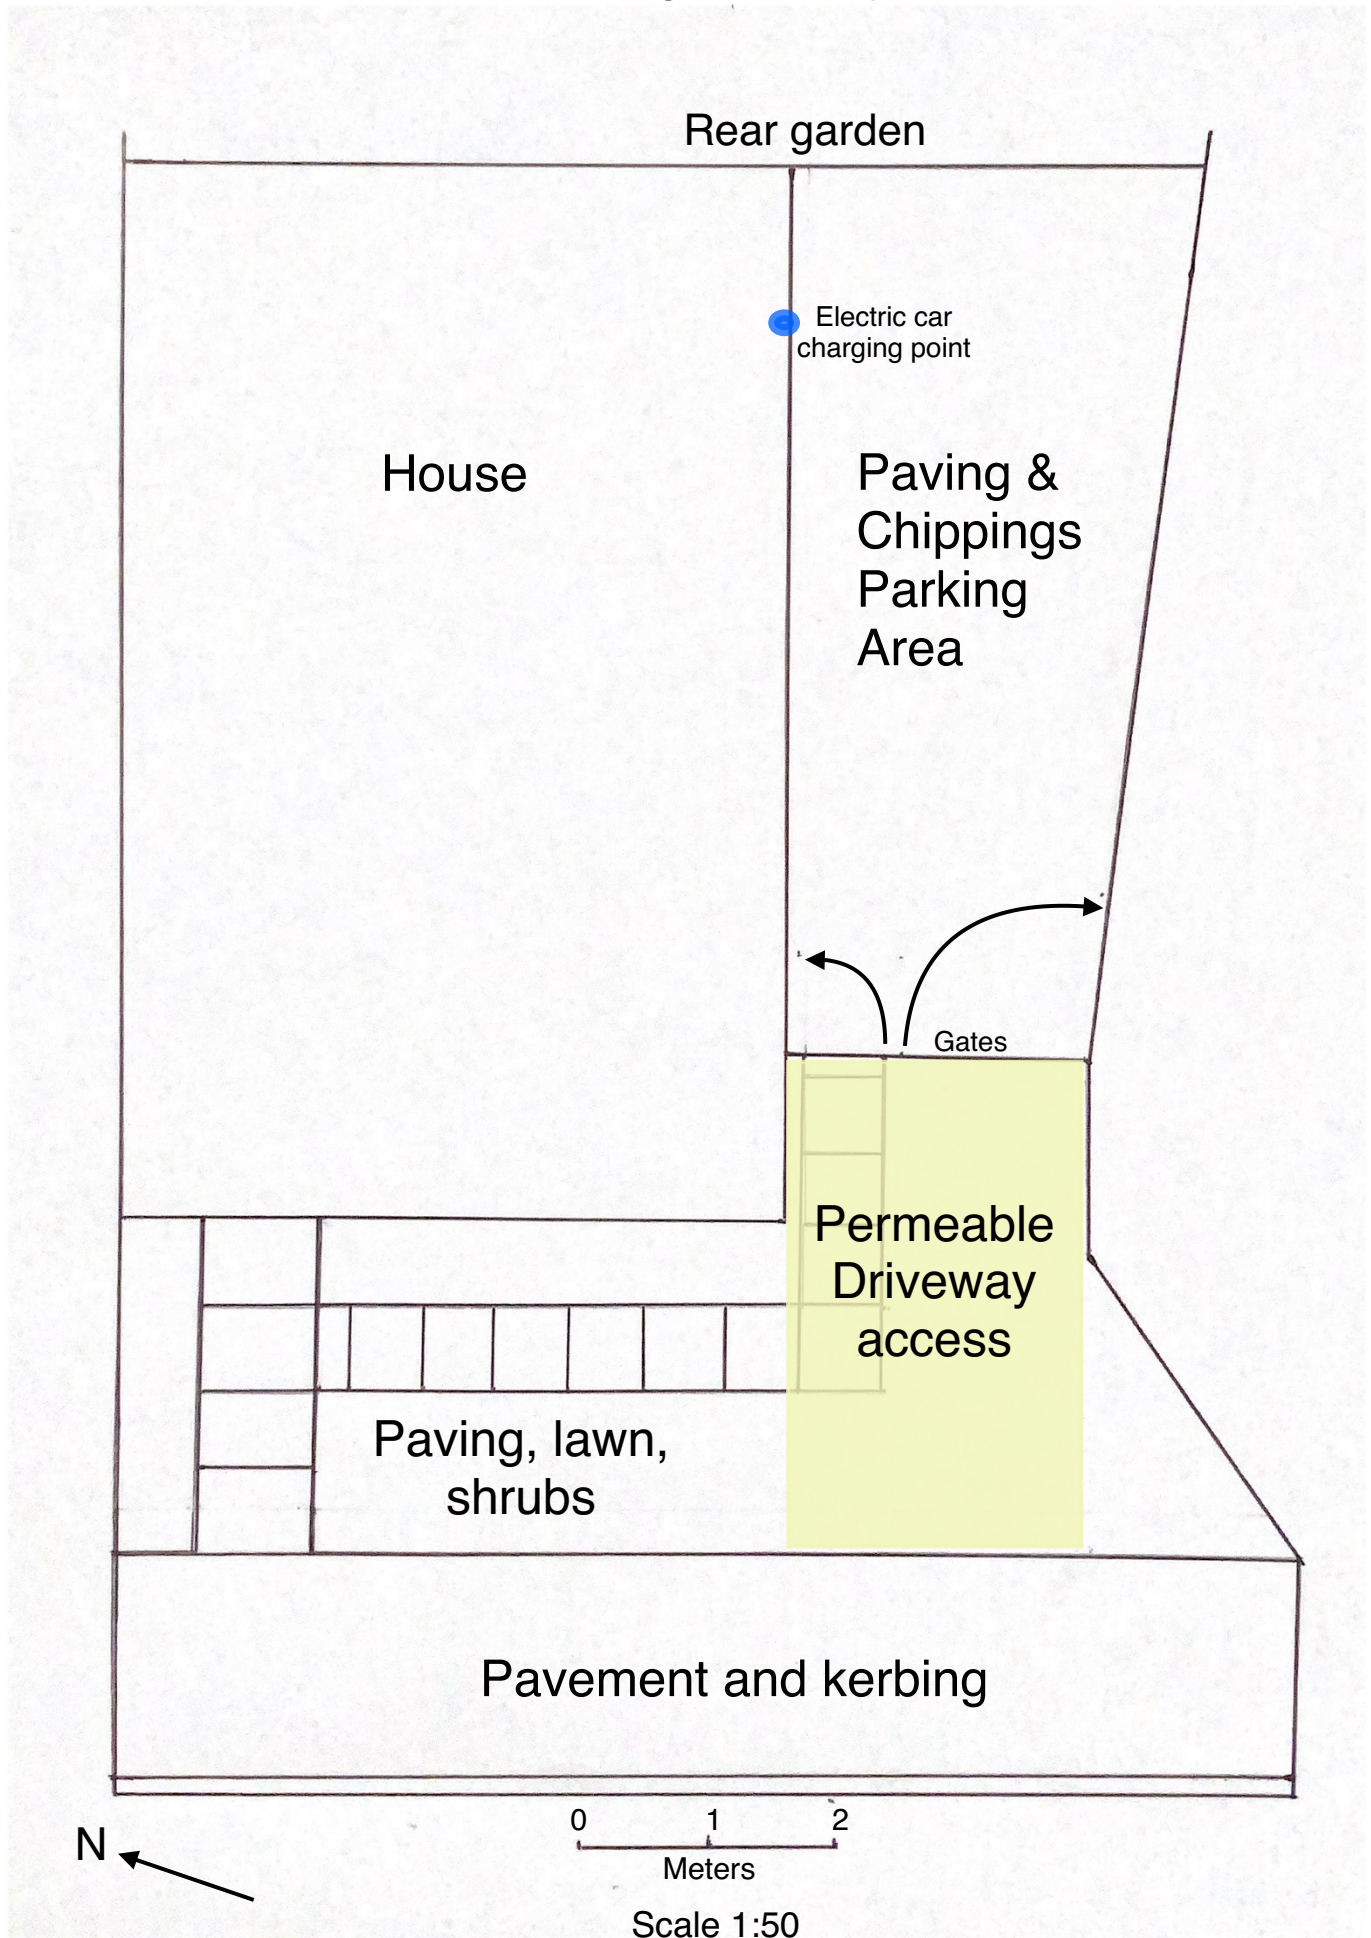 Rear garden
Electric car
charging point
House
Paving &
Chippings
Parking
Area
Gates
Permeable
Driveway
access
Paving, lawn,
shrubs
Pavement and kerbing
0 1 2
Meters
N
Scale 1:50